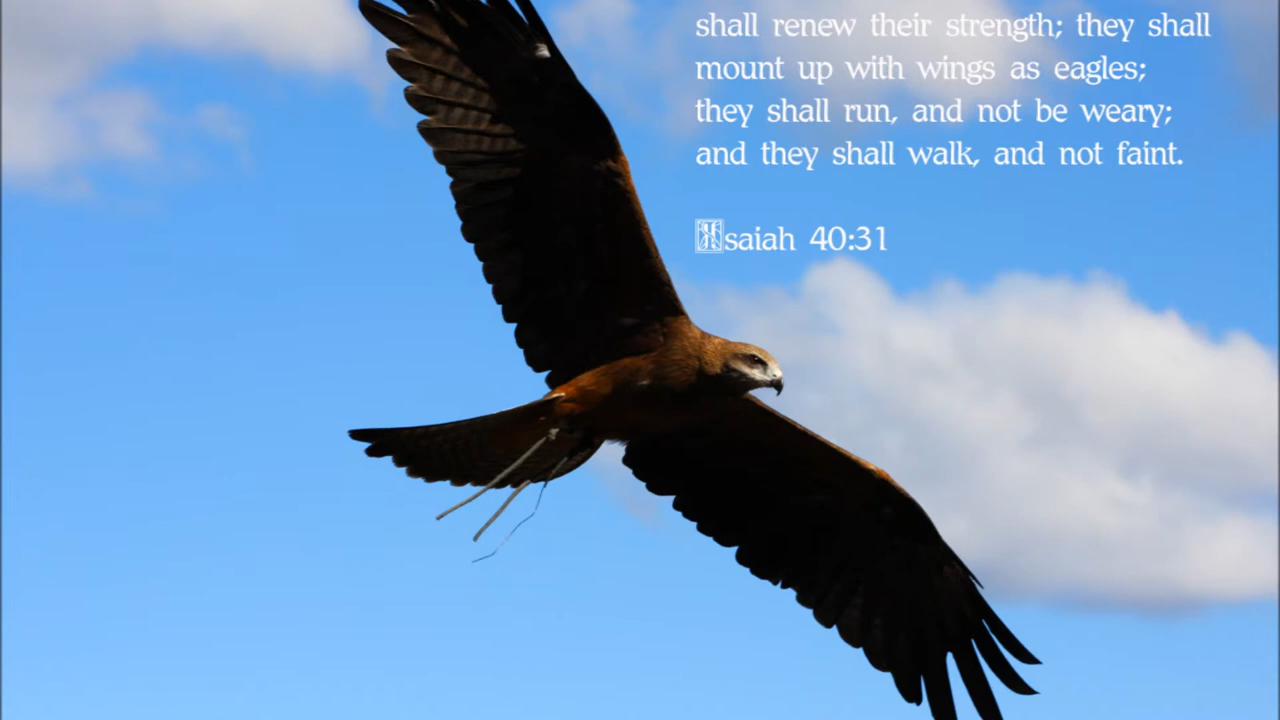 shall renew their strength; they shall
mount up with wings as eagles;
they shall run, and not be weary;
and they shall walk, and not faint.
Isaiah 40:31